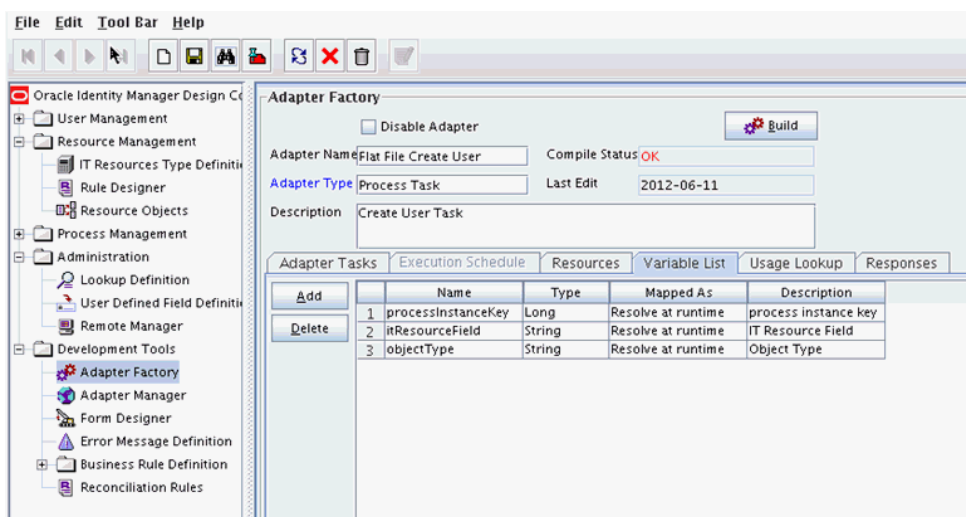 File Edit Tool Bar Help
Oracle Identity Manager Design Co
User Management
Resource Management
IT Resources Type Definiti
Rule Designer
Resource Objects
Process Management
Administration
Lookup Definition
User Defined Field Definiti
Remote Manager
Development Tools
Adapter Factory
Adapter Manager
Form Designer
Error Message Definition
Business Rule Definition
Reconciliation Rules
Adapter Factory
Disable Adapter
Build
Adapter Name Flat File Create User Compile Status OK
Adapter Type Process Task Last Edit 2012-06-11
Description Create User Task
Adapter Tasks Execution Schedule Resources Variable List Usage Lookup Responses
Add
Delete
Name Type Mapped As Description
1 processInstanceKey Long Resolve at runtime process instance key
2 itResourceField String Resolve at runtime IT Resource Field
3 objectType String Resolve at runtime Object Type